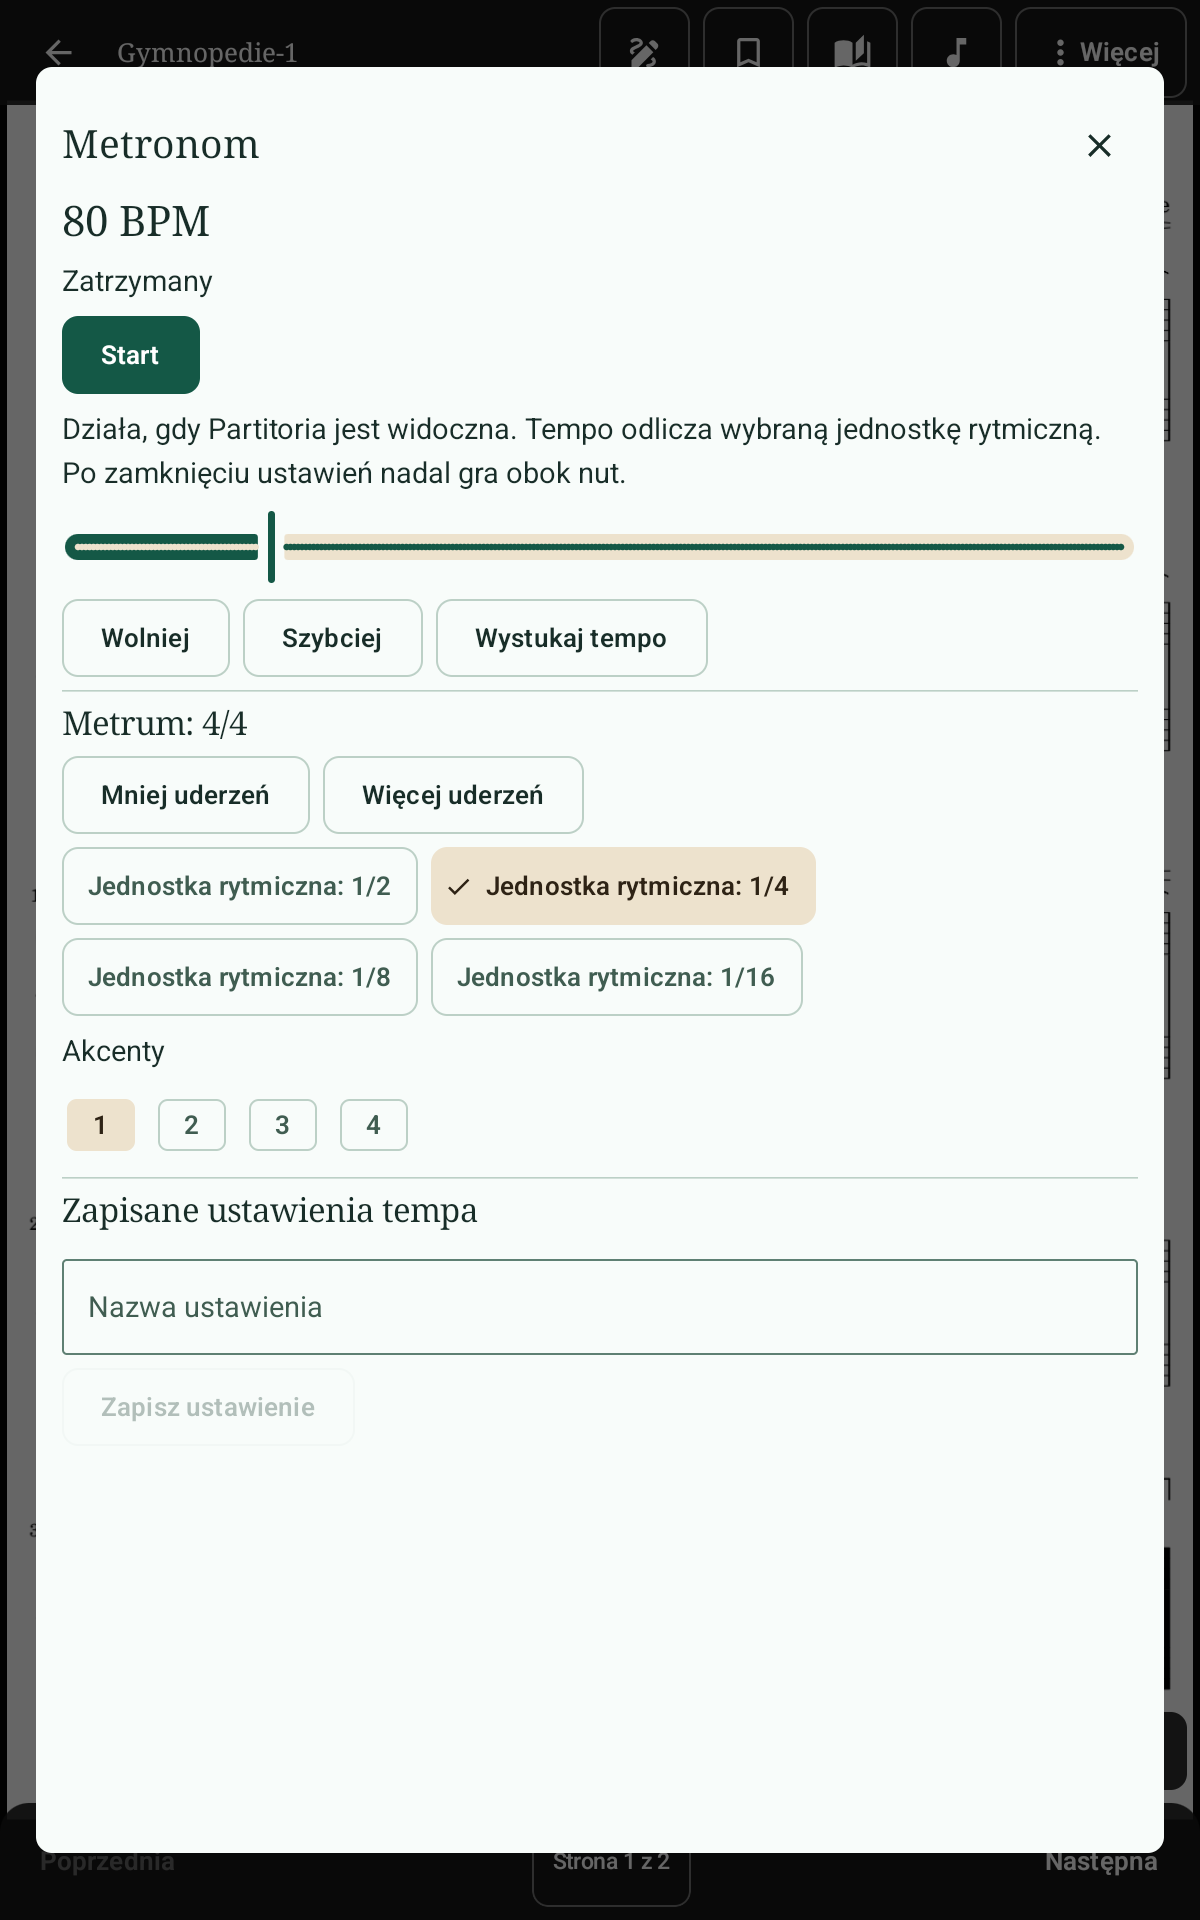 Gymnopedie-1
Więcej
Metronom
80 BPM
Zatrzymany
Start
Działa, gdy Partitoria jest widoczna. Tempo odlicza wybraną jednostkę rytmiczną.
Po zamknięciu ustawień nadal gra obok nut.
Wolniej
Szybciej
Wystukaj tempo
Metrum: 4/4
Mniej uderzeń
Więcej uderzeń
Jednostka rytmiczna: 1/2
Jednostka rytmiczna: 1/4
Jednostka rytmiczna: 1/8
Jednostka rytmiczna: 1/16
Akcenty
1
2
3
4
Zapisane ustawienia tempa
Nazwa ustawienia
Zapisz ustawienie
Poprzednia
Strona 1 z 2
Następna